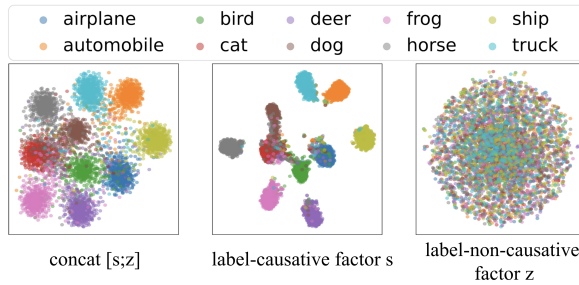 airplane bird deer frog ship
automobile cat dog horse truck
concat [s;z] label-causative factor s label-non-causative
factor z